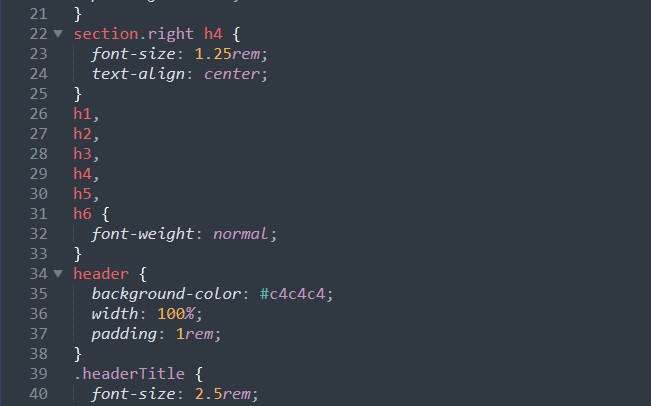 21 }
22 section.right h4 {
23 font-size: 1.25rem;
24 text-align: center;
25 }
26 h1,
27 h2,
28 h3,
29 h4,
30 h5,
31 h6 {
32 font-weight: normal;
33 }
34 header {
35 background-color: #c4c4c4;
36 width: 100%;
37 padding: 1rem;
38 }
39 .headerTitle {
40 font-size: 2.5rem;